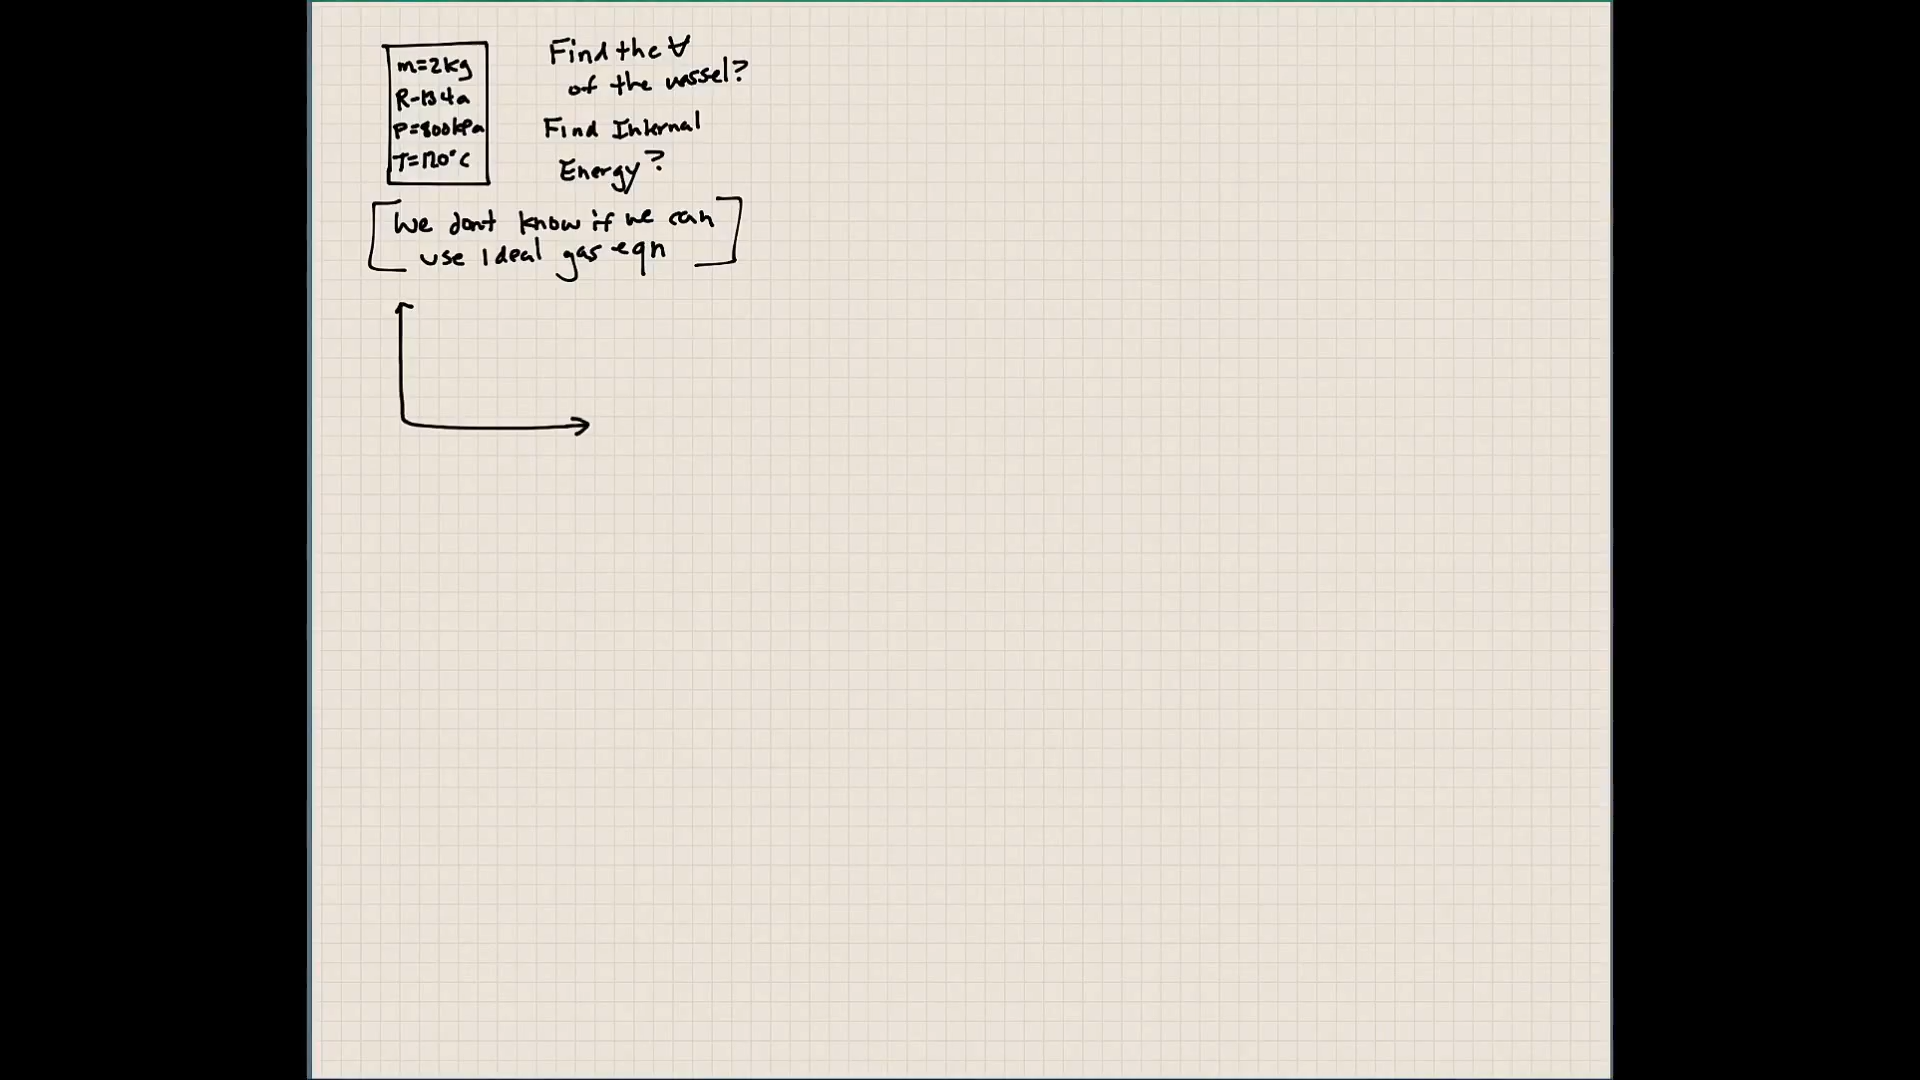 m=2kg
R-134a
P=800kPa
T=120°C
Find the V
of the vessel?
Find Internal
Energy?
We dont know if we can
use ideal gas eqn